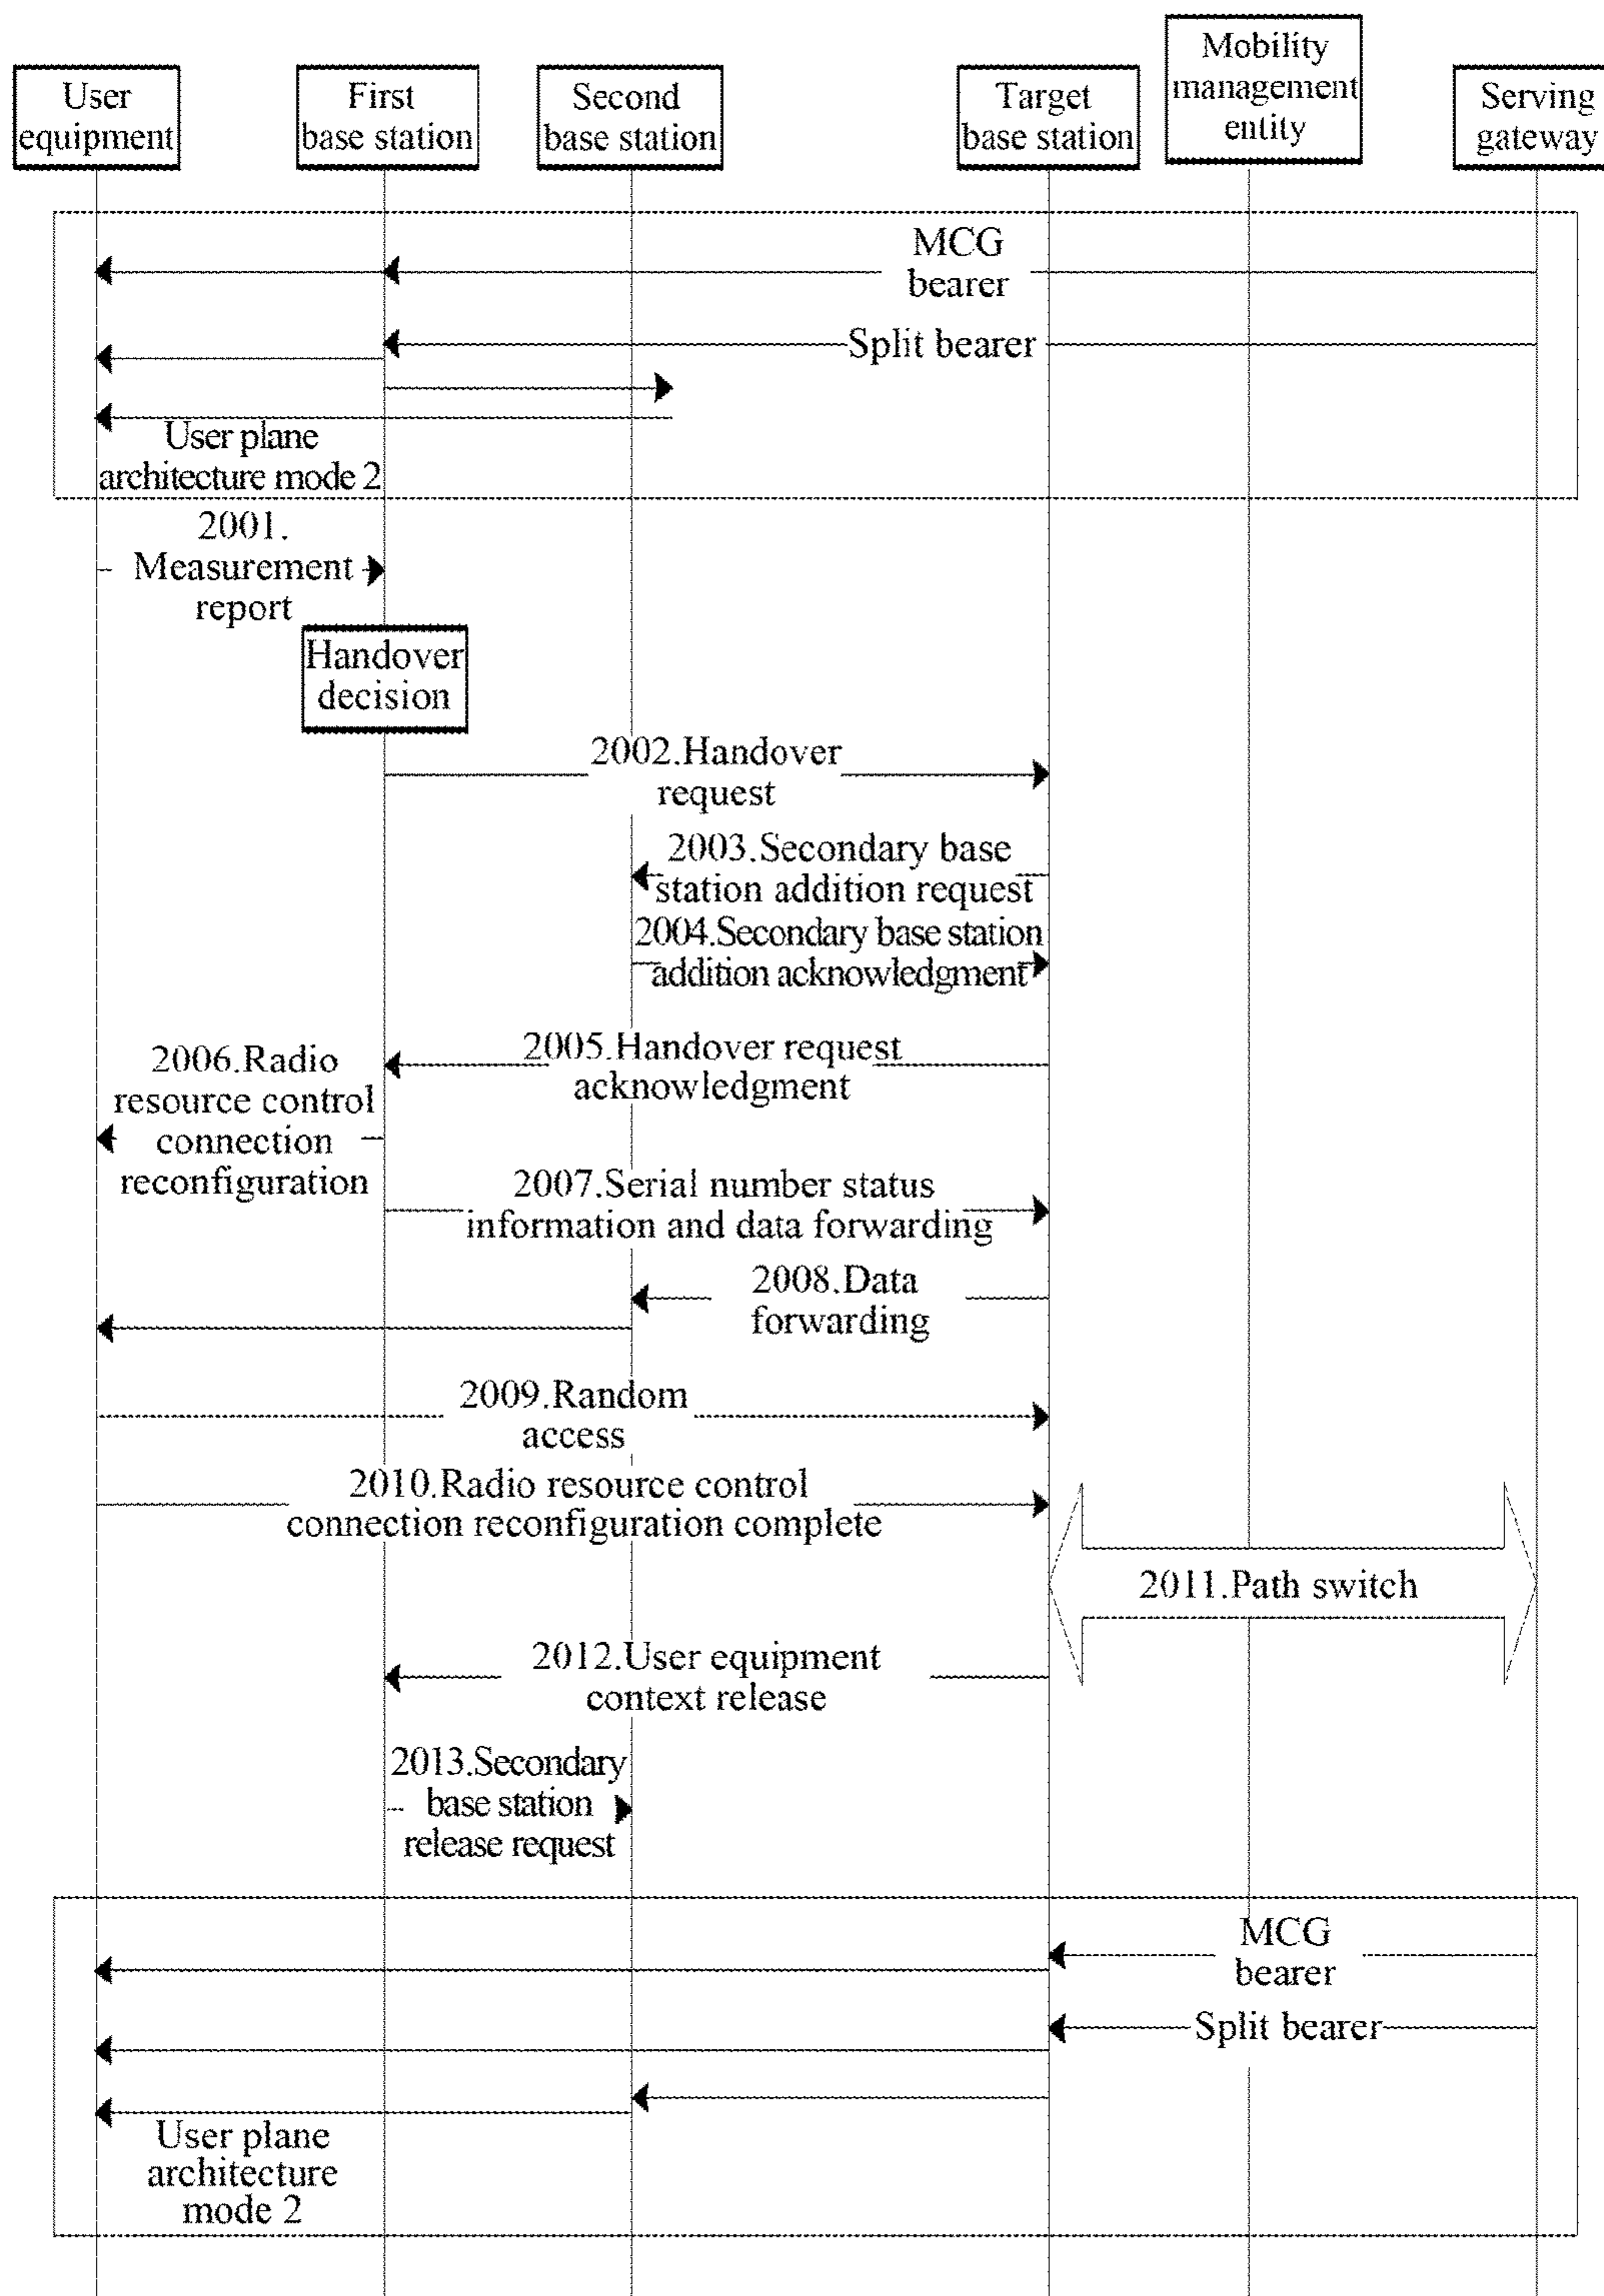 User
equipment
First
base station
Second
base station
Target
base station
Mobility
management
entity
Serving
gateway
MCG
bearer
Split bearer
User plane
architecture mode 2
2001.
Measurement
report
Handover
decision
2002.Handover
request
2003.Secondary base
station addition request
2004.Secondary base station
addition acknowledgment
2005.Handover request
acknowledgment
2006.Radio
resource control
connection
reconfiguration
2007.Serial number status
information and data forwarding
2008.Data
forwarding
2009.Random
access
2010.Radio resource control
connection reconfiguration complete
2011.Path switch
2012.User equipment
context release
2013.Secondary
base station
release request
MCG
bearer
Split bearer
User plane
architecture
mode 2